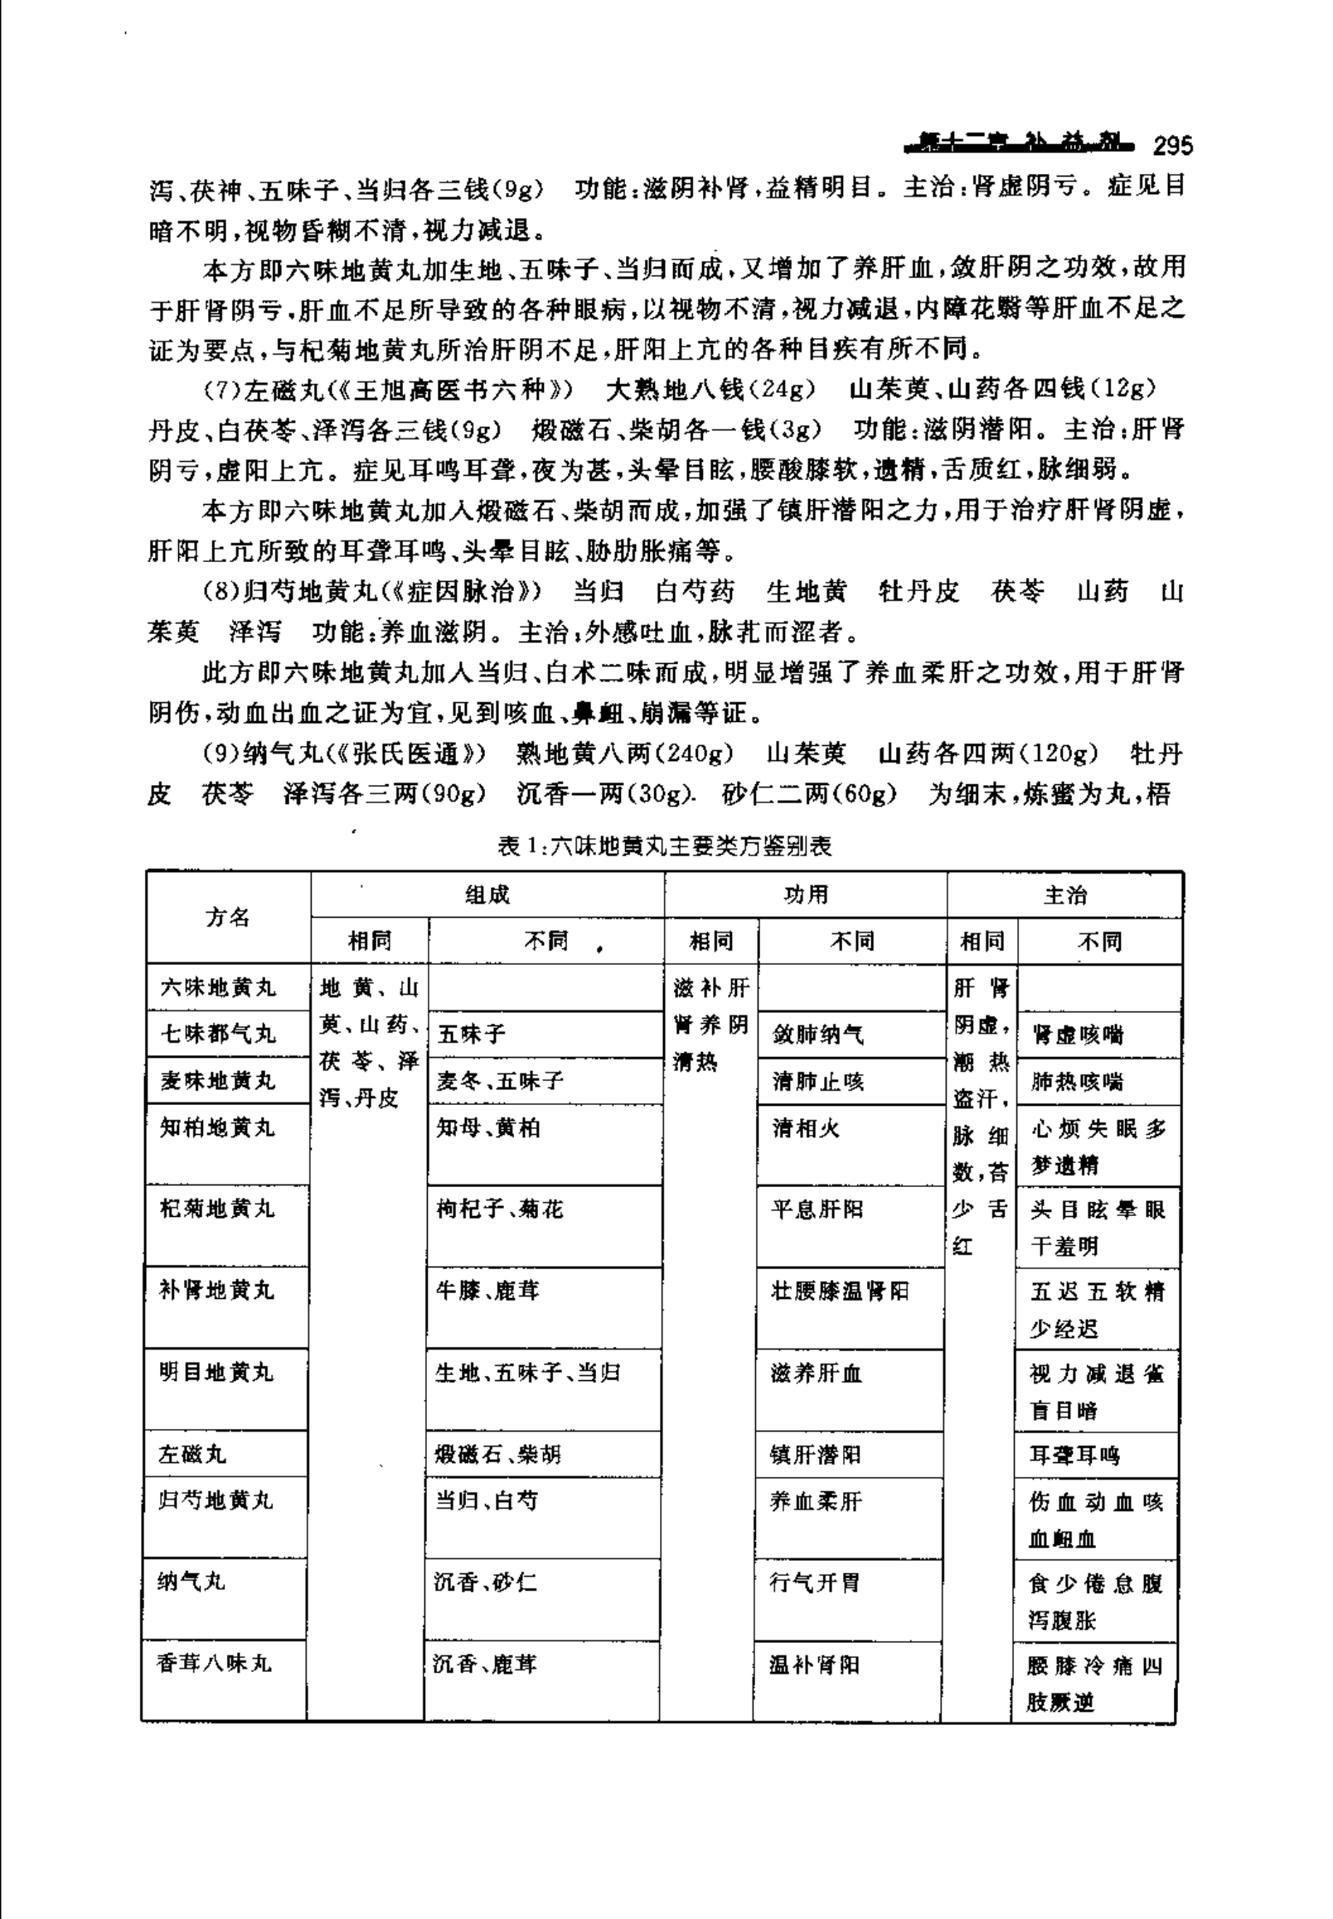 第十二章 补益剂 295
泻、茯神、五味子、当归各三钱(9g) 功能:滋阴补肾,益精明目。主治:肾虚阴亏。症见目
暗不明,视物昏糊不清,视力减退。
本方即六味地黄丸加生地、五味子、当归而成,又增加了养肝血,敛肝阴之功效,故用
于肝肾阴亏,肝血不足所导致的各种眼病,以视物不清,视力减退,内障花翳等肝血不足之
证为要点,与杞菊地黄丸所治肝阴不足,肝阳上亢的各种目疾有所不同。
(7)左磁丸(《王旭高医书六种》) 大熟地八钱(24g) 山茱萸、山药各四钱(12g)
丹皮、白茯苓、泽泻各三钱(9g) 煅磁石、柴胡各一钱(3g) 功能:滋阴潜阳。主治:肝肾
阴亏,虚阳上亢。症见耳鸣耳聋,夜为甚,头晕目眩,腰酸膝软,遗精,舌质红,脉细弱。
本方即六味地黄丸加入煅磁石、柴胡而成,加强了镇肝潜阳之力,用于治疗肝肾阴虚,
肝阳上亢所致的耳聋耳鸣、头晕目眩、胁肋胀痛等。
(8)归芍地黄丸(《症因脉治》) 当归 白芍药 生地黄 牡丹皮 茯苓 山药 山
茱萸 泽泻 功能:养血滋阴。主治:外感吐血,脉芤而涩者。
此方即六味地黄丸加入当归、白术二味而成,明显增强了养血柔肝之功效,用于肝肾
阴伤,动血出血之证为宜,见到咳血、鼻衄、崩漏等证。
(9)纳气丸(《张氏医通》) 熟地黄八两(240g) 山茱萸 山药各四两(120g) 牡丹
皮 茯苓 泽泻各三两(90g) 沉香一两(30g). 砂仁二两(60g) 为细末,炼蜜为丸,梧
表1:六味地黄丸主要类方鉴别表
方名 组成 功用 主治
相同 不同 相同 不同 相同 不同
六味地黄丸 地黄、山 滋补肝 肝肾
七味都气丸 萸、山药、 五味子 肾养阴 敛肺纳气 阴虚, 肾虚咳喘
茯苓、泽 清热 潮热
麦味地黄丸 麦冬、五味子 清肺止咳 肺热咳喘
泻、丹皮 盗汗,
知柏地黄丸 知母、黄柏 清相火 脉细 心烦失眠多
数,苔 梦遗精
杞菊地黄丸 枸杞子、菊花 平息肝阳 少舌 头目眩晕眼
红 干羞明
补肾地黄丸 牛膝、鹿茸 壮腰膝温肾阳 五迟五软精
少经迟
明目地黄丸 生地、五味子、当归 滋养肝血 视力减退雀
盲目暗
左磁丸 煅磁石、柴胡 镇肝潜阳 耳聋耳鸣
归芍地黄丸 当归、白芍 养血柔肝 伤血动血咳
血衄血
纳气丸 沉香、砂仁 行气开胃 食少倦怠腹
泻腹胀
香茸八味丸 沉香、鹿茸 温补肾阳 腰膝冷痛四
肢厥逆